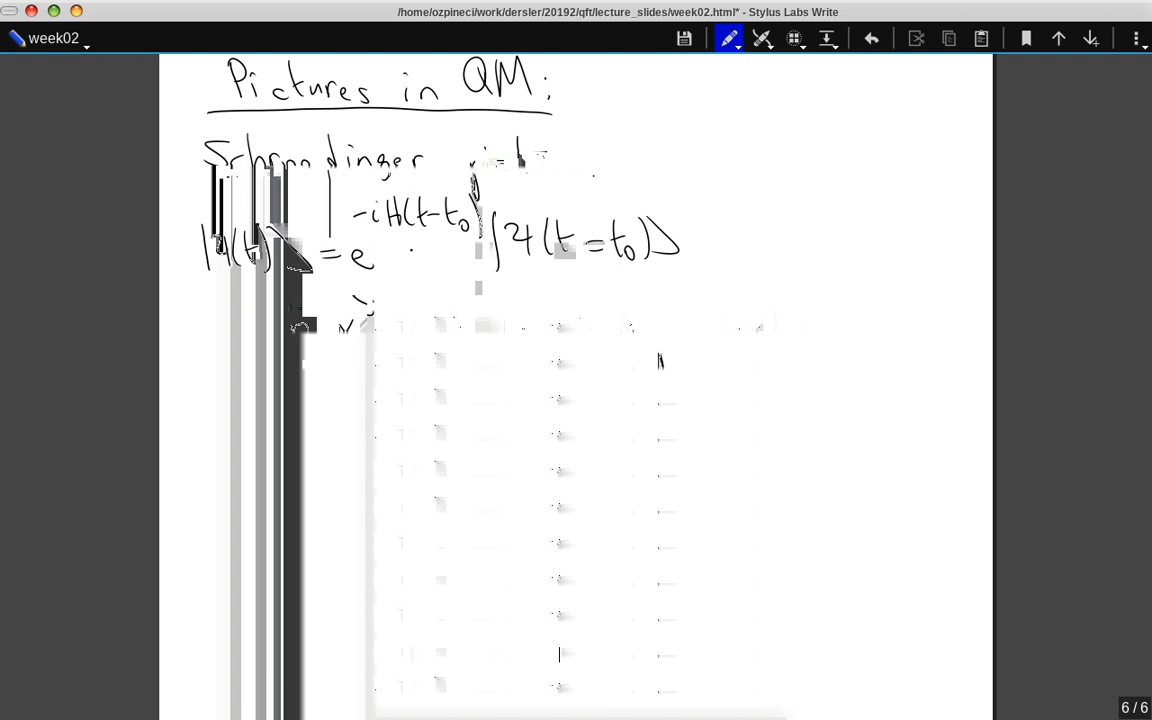 /home/ozpineci/work/dersler/20192/qft/lecture_slides/week02.html* - Stylus Labs Write
week02
Pictures in QM:
Schrodinger
|ψ(t)> = e^{-iH(t-t₀)} |ψ(t=t₀)>
6 / 6